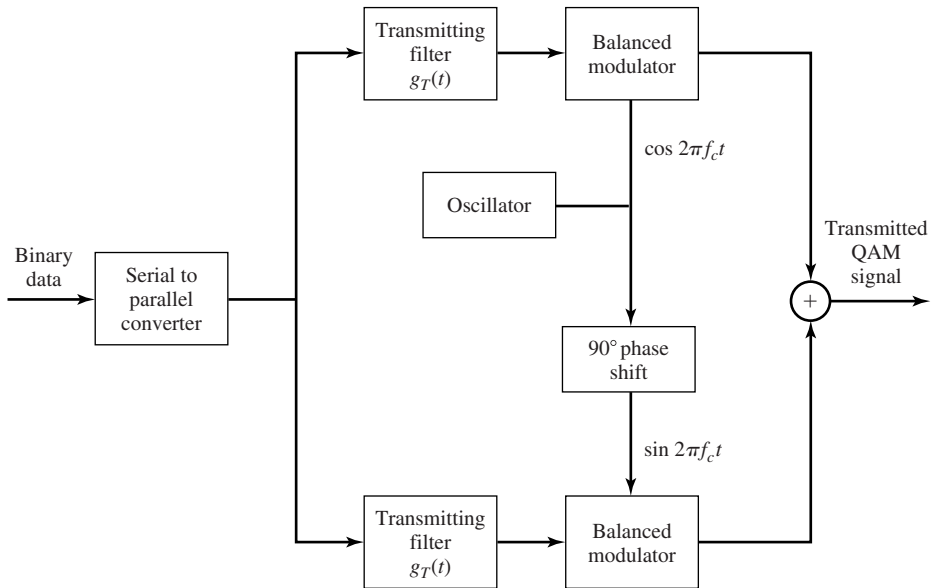 Transmitting
filter
g_T(t)
Balanced
modulator
cos 2πf_ct
Oscillator
Binary
data
Serial to
parallel
converter
Transmitted
QAM
signal
+
90° phase
shift
sin 2πf_ct
Transmitting
filter
g_T(t)
Balanced
modulator